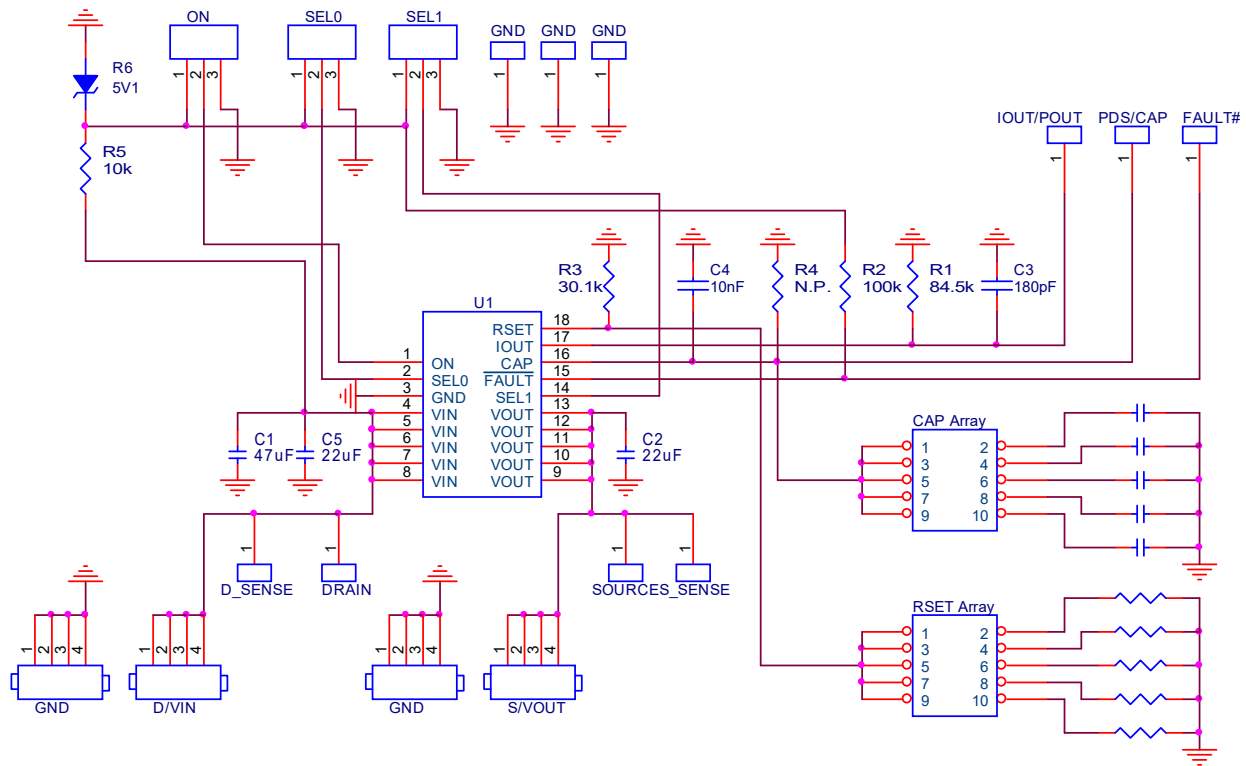 ON
SEL0
SEL1
GND
GND
GND
1
2
3
1
2
3
1
2
3
1
1
1
R6
5V1
R5
10k
IOUT/POUT
PDS/CAP
FAULT#
1
1
1
R3
30.1k
C4
10nF
R4
N.P.
R2
100k
R1
84.5k
C3
180pF
U1
1 ON
2 SEL0
3 GND
4 VIN
5 VIN
6 VIN
7 VIN
8 VIN
RSET 18
IOUT 17
CAP 16
FAULT 15
SEL1 14
VOUT 13
VOUT 12
VOUT 11
VOUT 10
VOUT 9
C1
47uF
C5
22uF
C2
22uF
CAP Array
1 2
3 4
5 6
7 8
9 10
1
1
1
1
D_SENSE
DRAIN
SOURCES_SENSE
RSET Array
1 2
3 4
5 6
7 8
9 10
1
2
3
4
1
2
3
4
1
2
3
4
1
2
3
4
GND
D/VIN
GND
S/VOUT